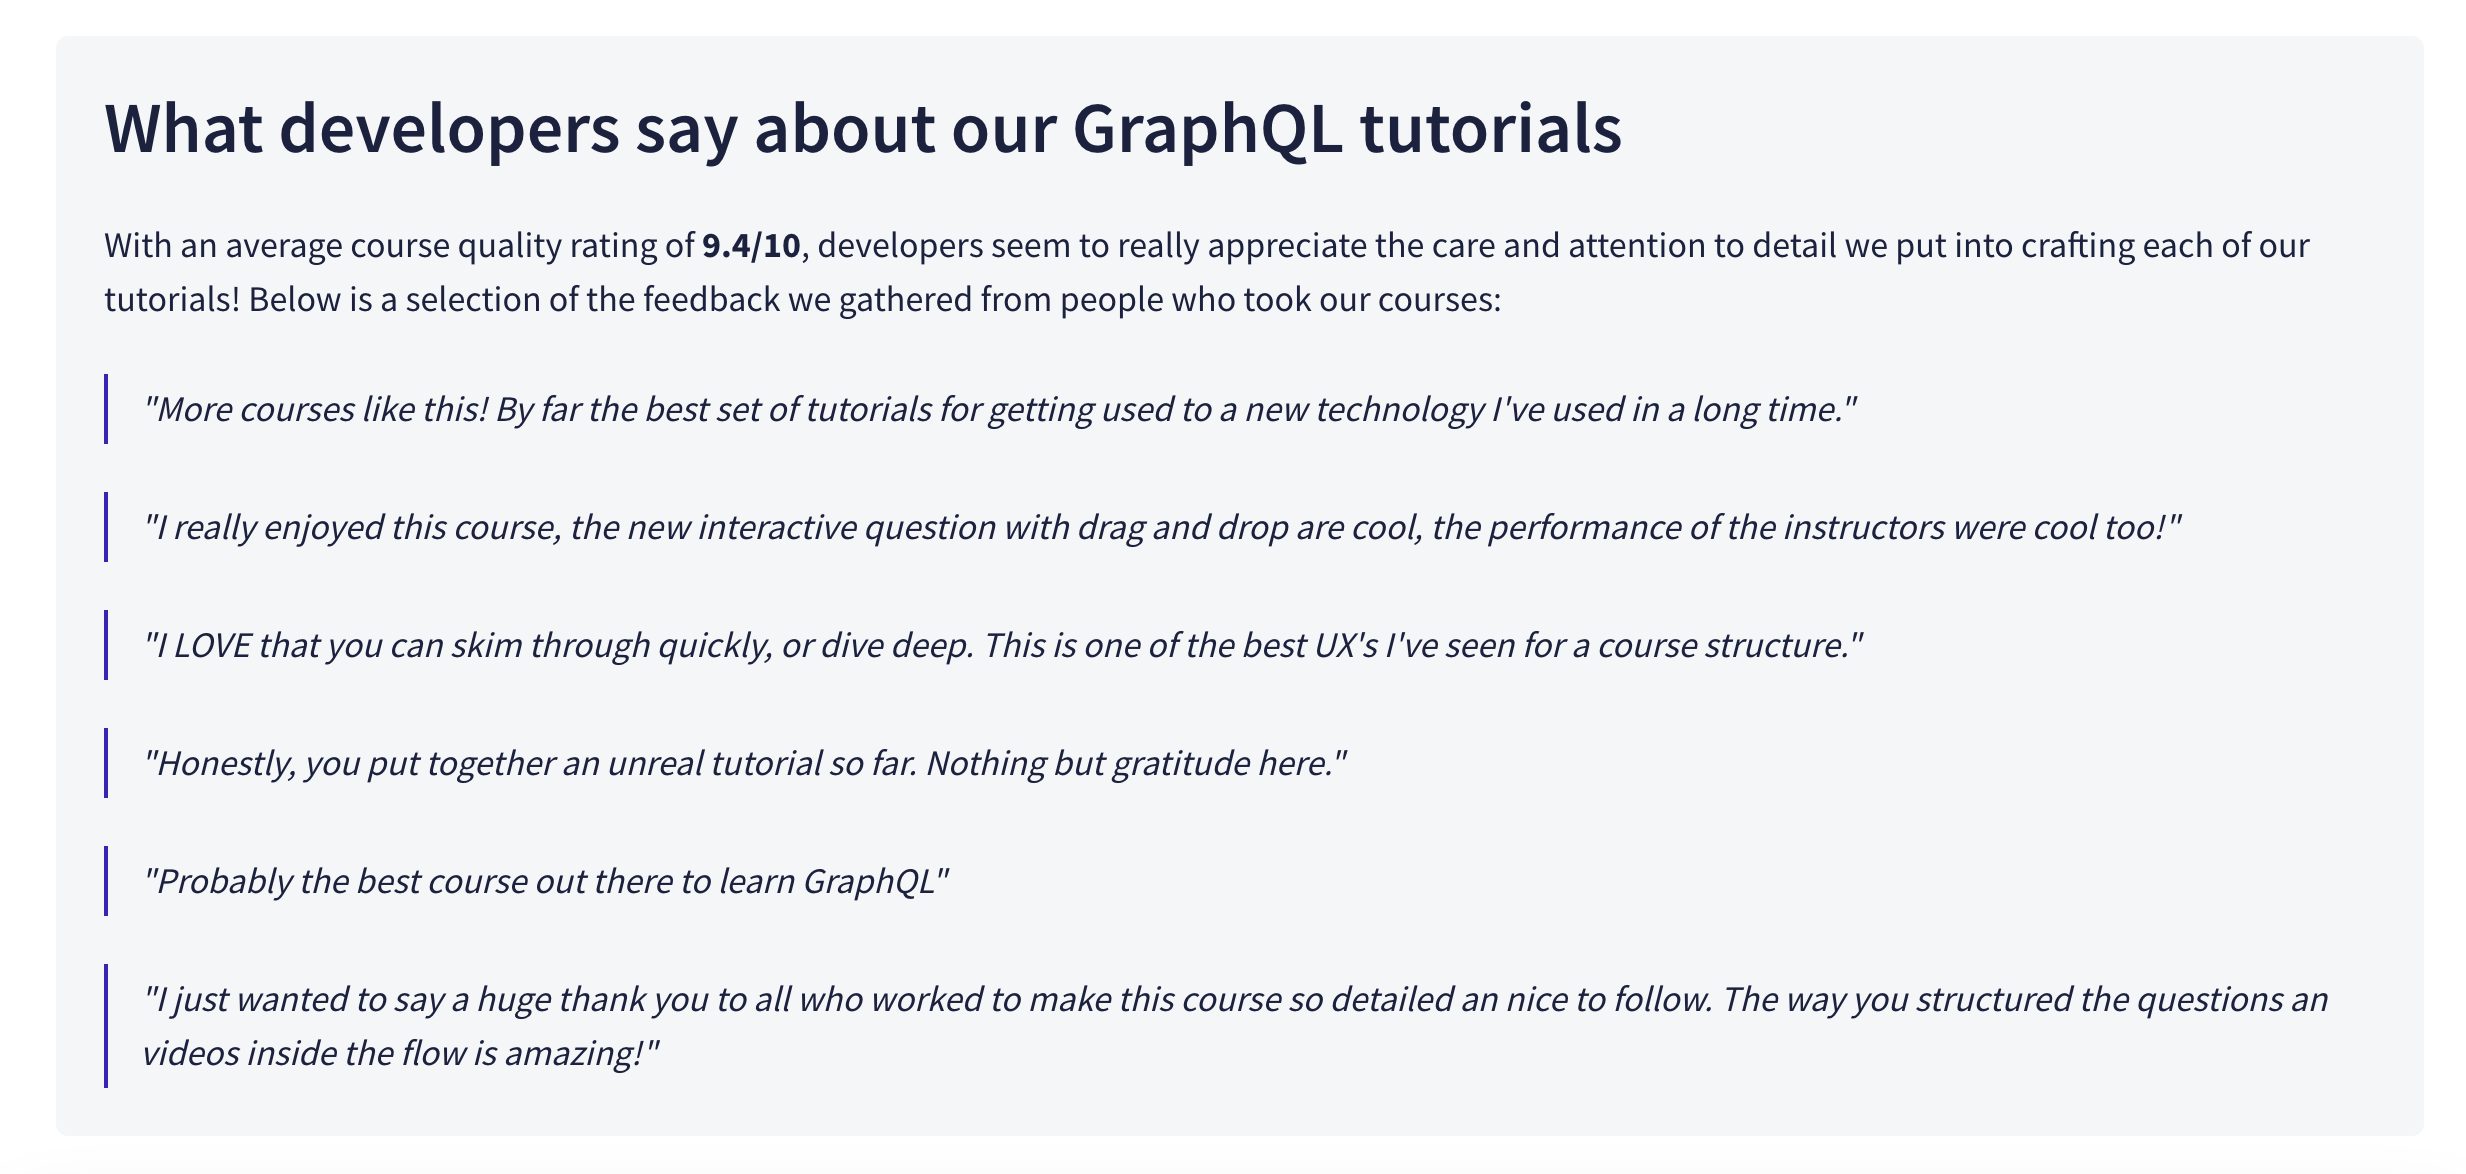 What developers say about our GraphQL tutorials
With an average course quality rating of 9.4/10, developers seem to really appreciate the care and attention to detail we put into crafting each of our
tutorials! Below is a selection of the feedback we gathered from people who took our courses:
"More courses like this! By far the best set of tutorials for getting used to a new technology I've used in a long time."
"I really enjoyed this course, the new interactive question with drag and drop are cool, the performance of the instructors were cool too!"
"I LOVE that you can skim through quickly, or dive deep. This is one of the best UX's I've seen for a course structure."
"Honestly, you put together an unreal tutorial so far. Nothing but gratitude here."
"Probably the best course out there to learn GraphQL"
"I just wanted to say a huge thank you to all who worked to make this course so detailed an nice to follow. The way you structured the questions an
videos inside the flow is amazing!"